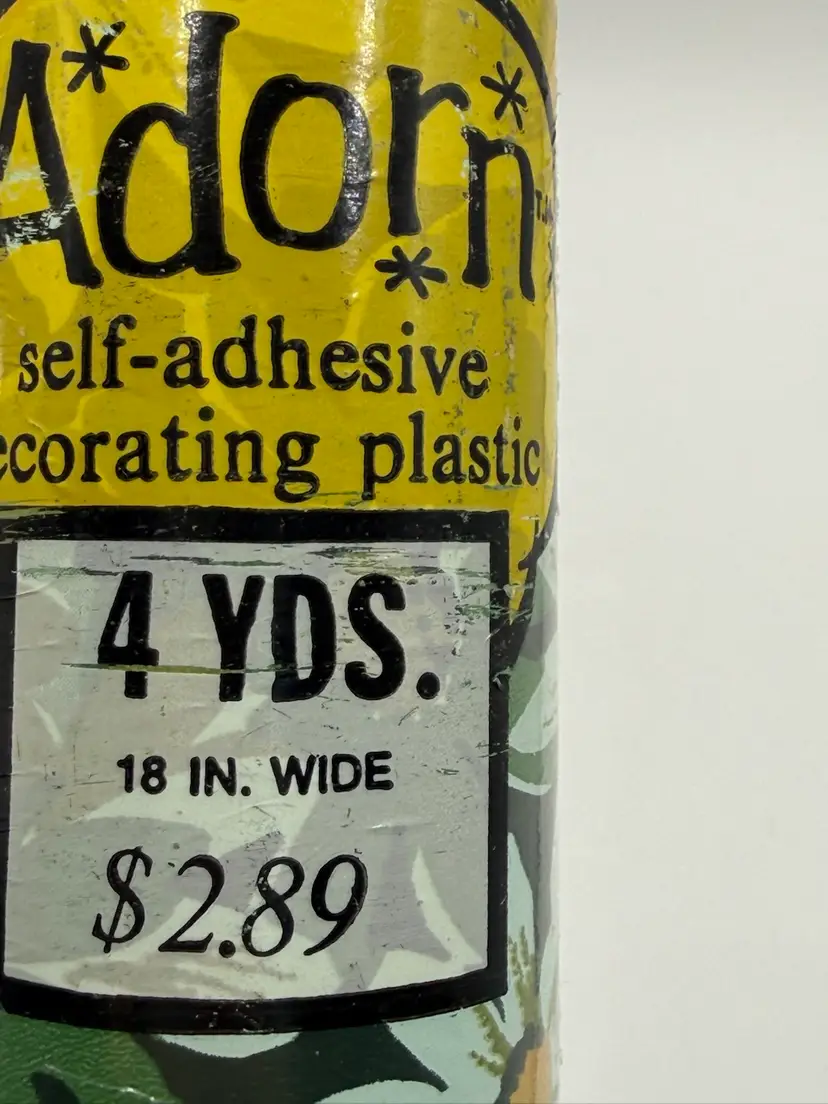 Adorn
self-adhesive
ecorating plastic
4 YDS.
18 IN. WIDE
$2.89